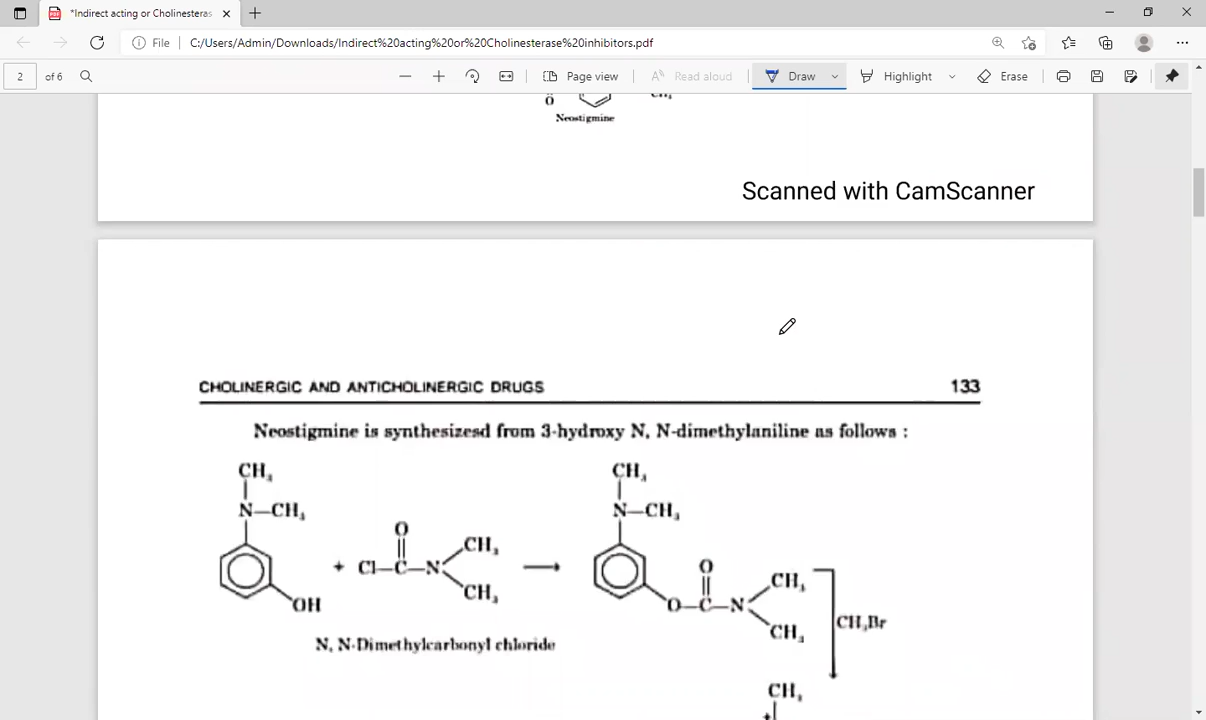 *Indirect acting or Cholinesteras
File
C:/Users/Admin/Downloads/Indirect%20acting%20or%20Cholinesterase%20inhibitors.pdf
2 of 6
Page view
Read aloud
Draw
Highlight
Erase
O
Neostigmine
Scanned with CamScanner
CHOLINERGIC AND ANTICHOLINERGIC DRUGS 133
Neostigmine is synthesizesd from 3-hydroxy N, N-dimethylaniline as follows :
CH₃ CH₃
N–CH₃ N–CH₃
O
CH₃
+ Cl–C–N
CH₃
OH
O
CH₃
O–C–N
CH₃
CH₃Br
N, N-Dimethylcarbonyl chloride
CH₃
+